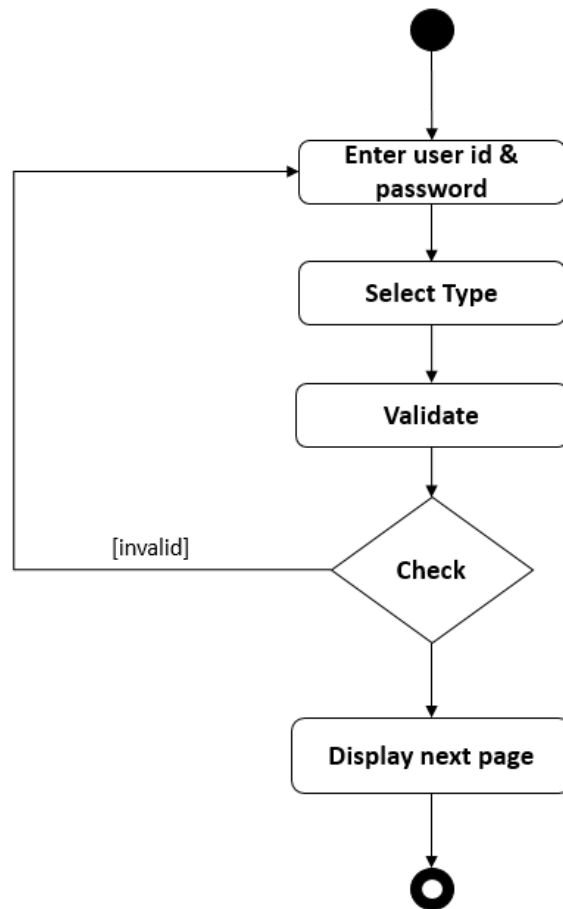 Enter user id &
password
Select Type
Validate
[invalid]
Check
Display next page